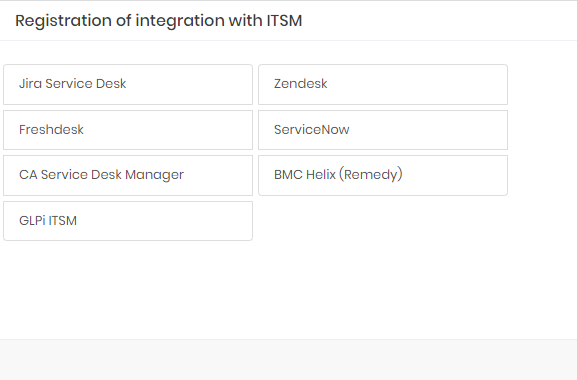 Registration of integration with ITSM
Jira Service Desk
Zendesk
Freshdesk
ServiceNow
CA Service Desk Manager
BMC Helix (Remedy)
GLPi ITSM